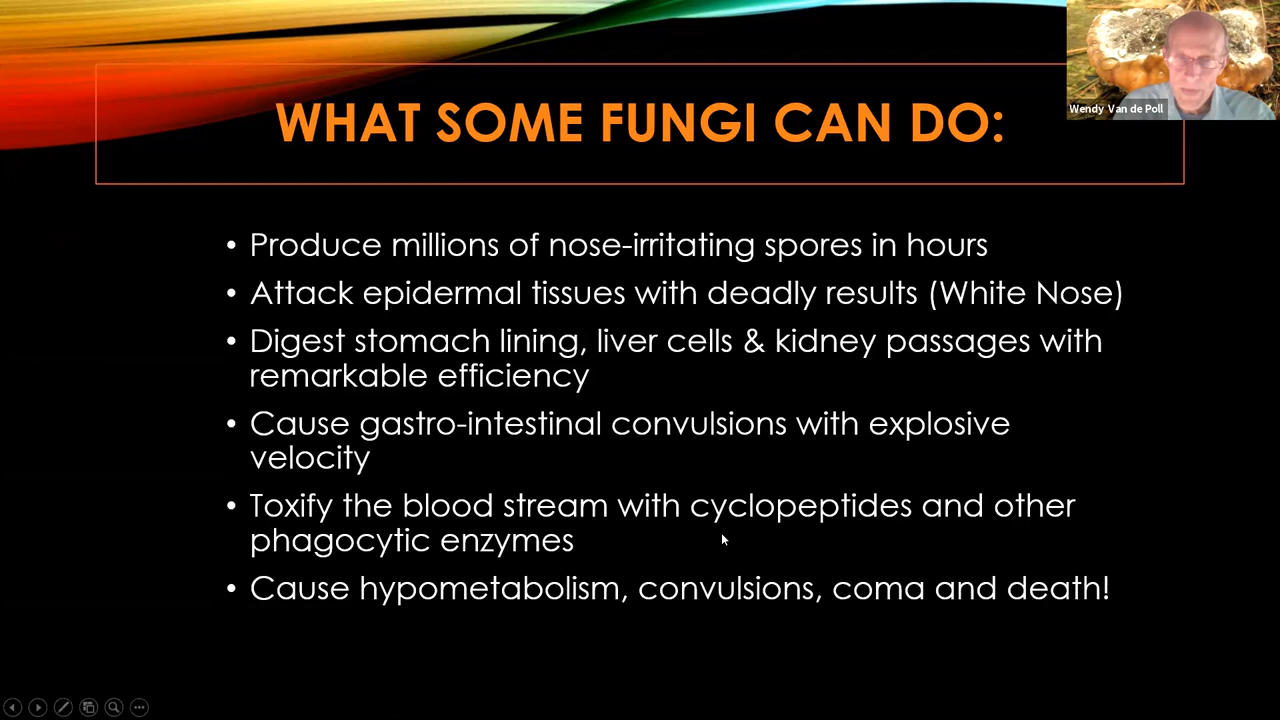 Wendy Van de Poll
WHAT SOME FUNGI CAN DO:
• Produce millions of nose-irritating spores in hours
• Attack epidermal tissues with deadly results (White Nose)
• Digest stomach lining, liver cells & kidney passages with
remarkable efficiency
• Cause gastro-intestinal convulsions with explosive
velocity
• Toxify the blood stream with cyclopeptides and other
phagocytic enzymes
• Cause hypometabolism, convulsions, coma and death!